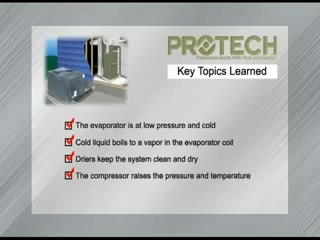 PROTECH
Key Topics Learned
The evaporator is at low pressure and cold
Cold liquid boils to a vapor in the evaporator coil
Driers keep the system clean and dry
The compressor raises the pressure and temperature